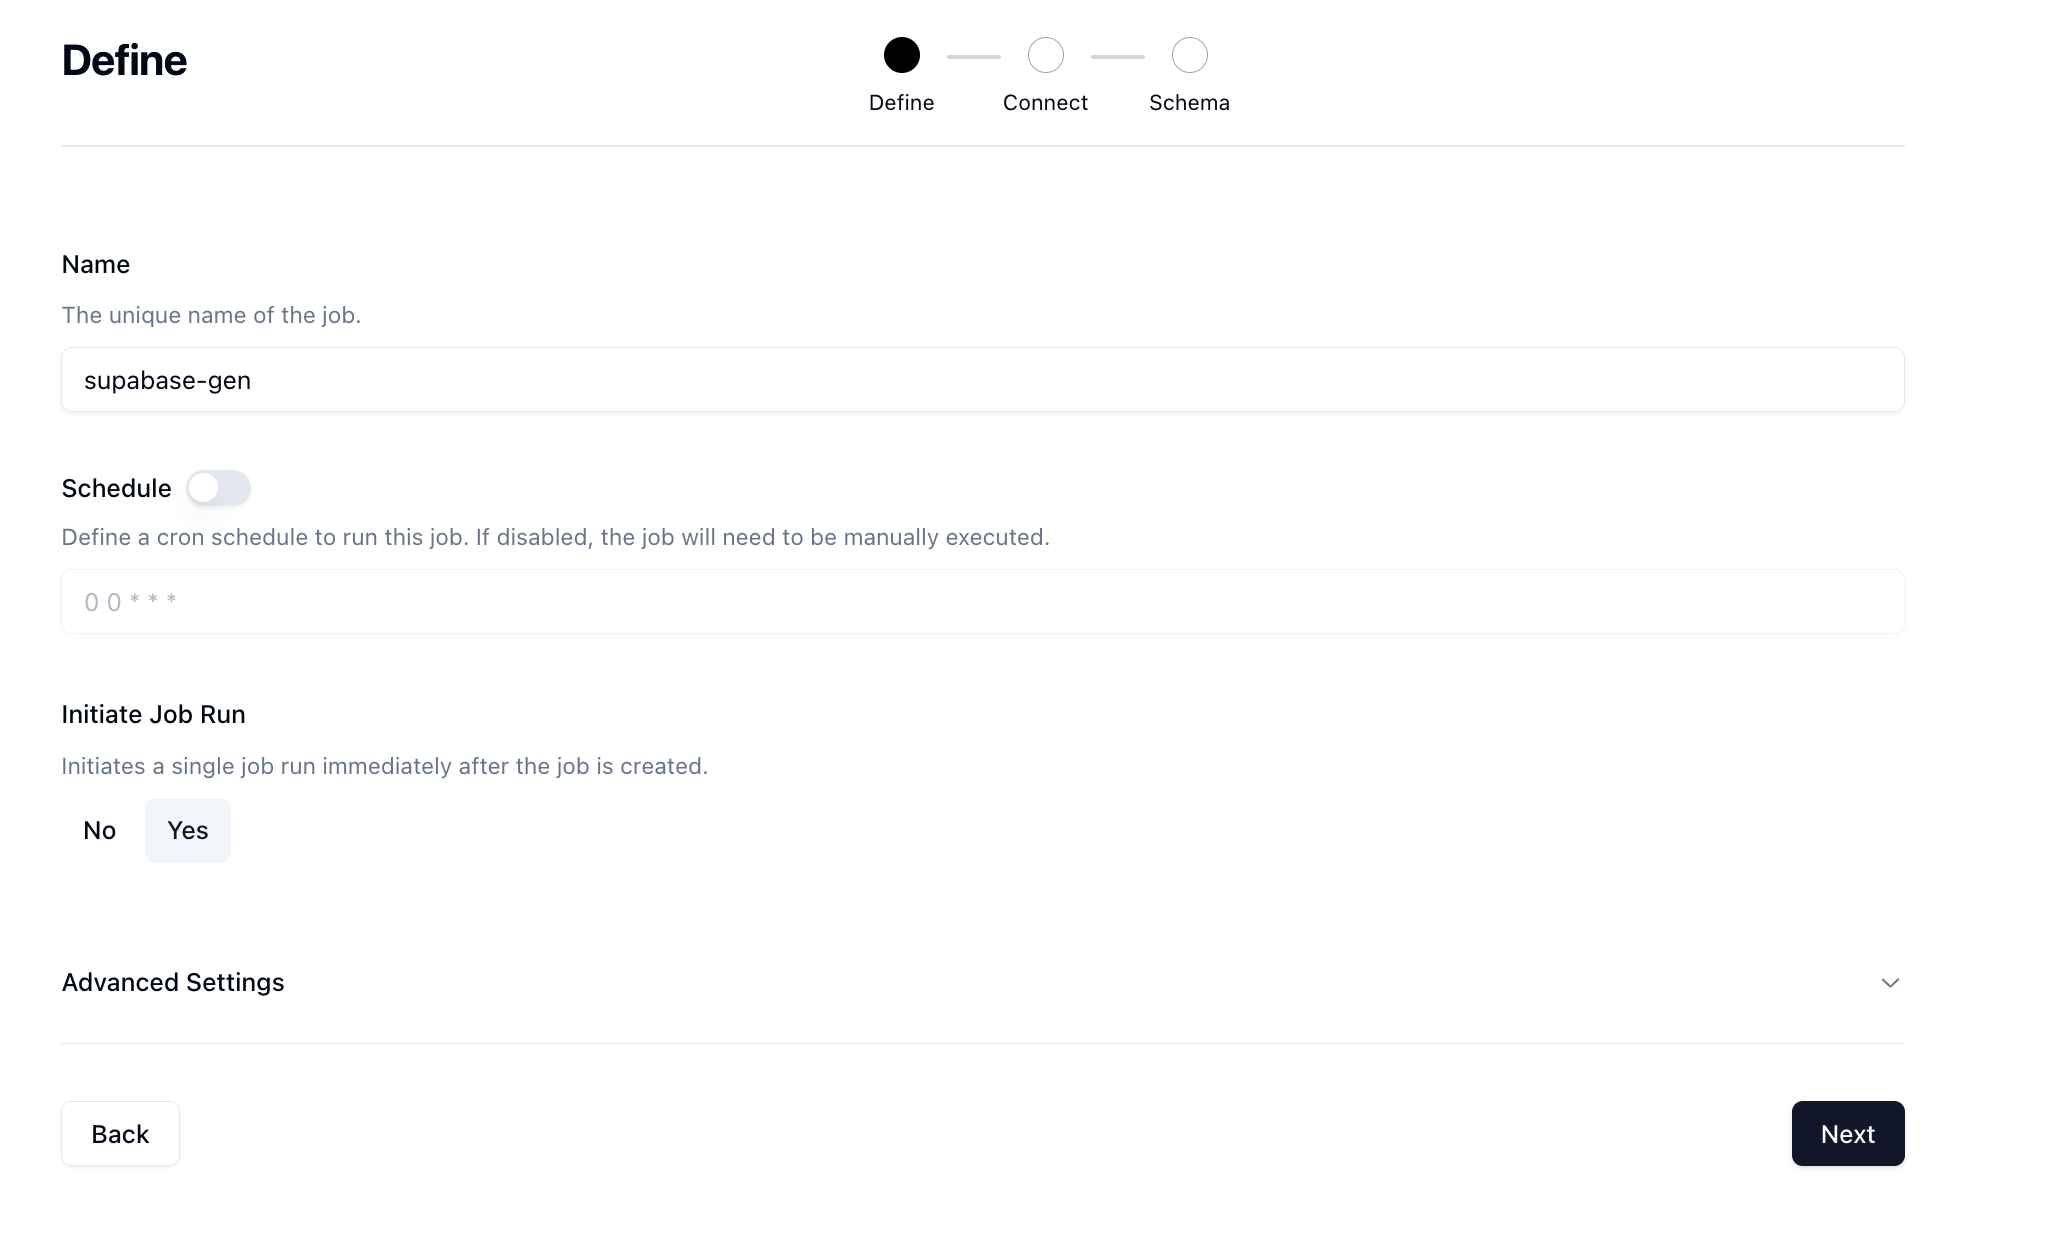 Define
Define
Connect
Schema
Name
The unique name of the job.
supabase-gen
Schedule
Define a cron schedule to run this job. If disabled, the job will need to be manually executed.
0 0 * * *
Initiate Job Run
Initiates a single job run immediately after the job is created.
No
Yes
Advanced Settings
Back
Next